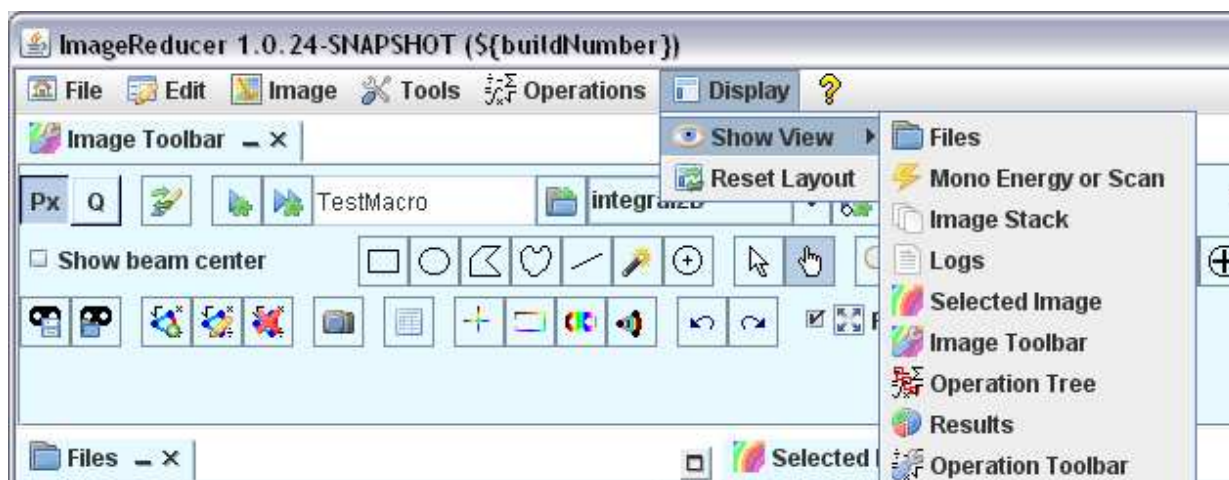 ImageReducer 1.0.24-SNAPSHOT (${buildNumber})
File Edit Image Tools Operations Display
Image Toolbar
Show View
Files
Reset Layout
Mono Energy or Scan
Px Q TestMacro
Image Stack
Show beam center
Logs
Selected Image
Image Toolbar
Operation Tree
Results
Files
Selected
Operation Toolbar